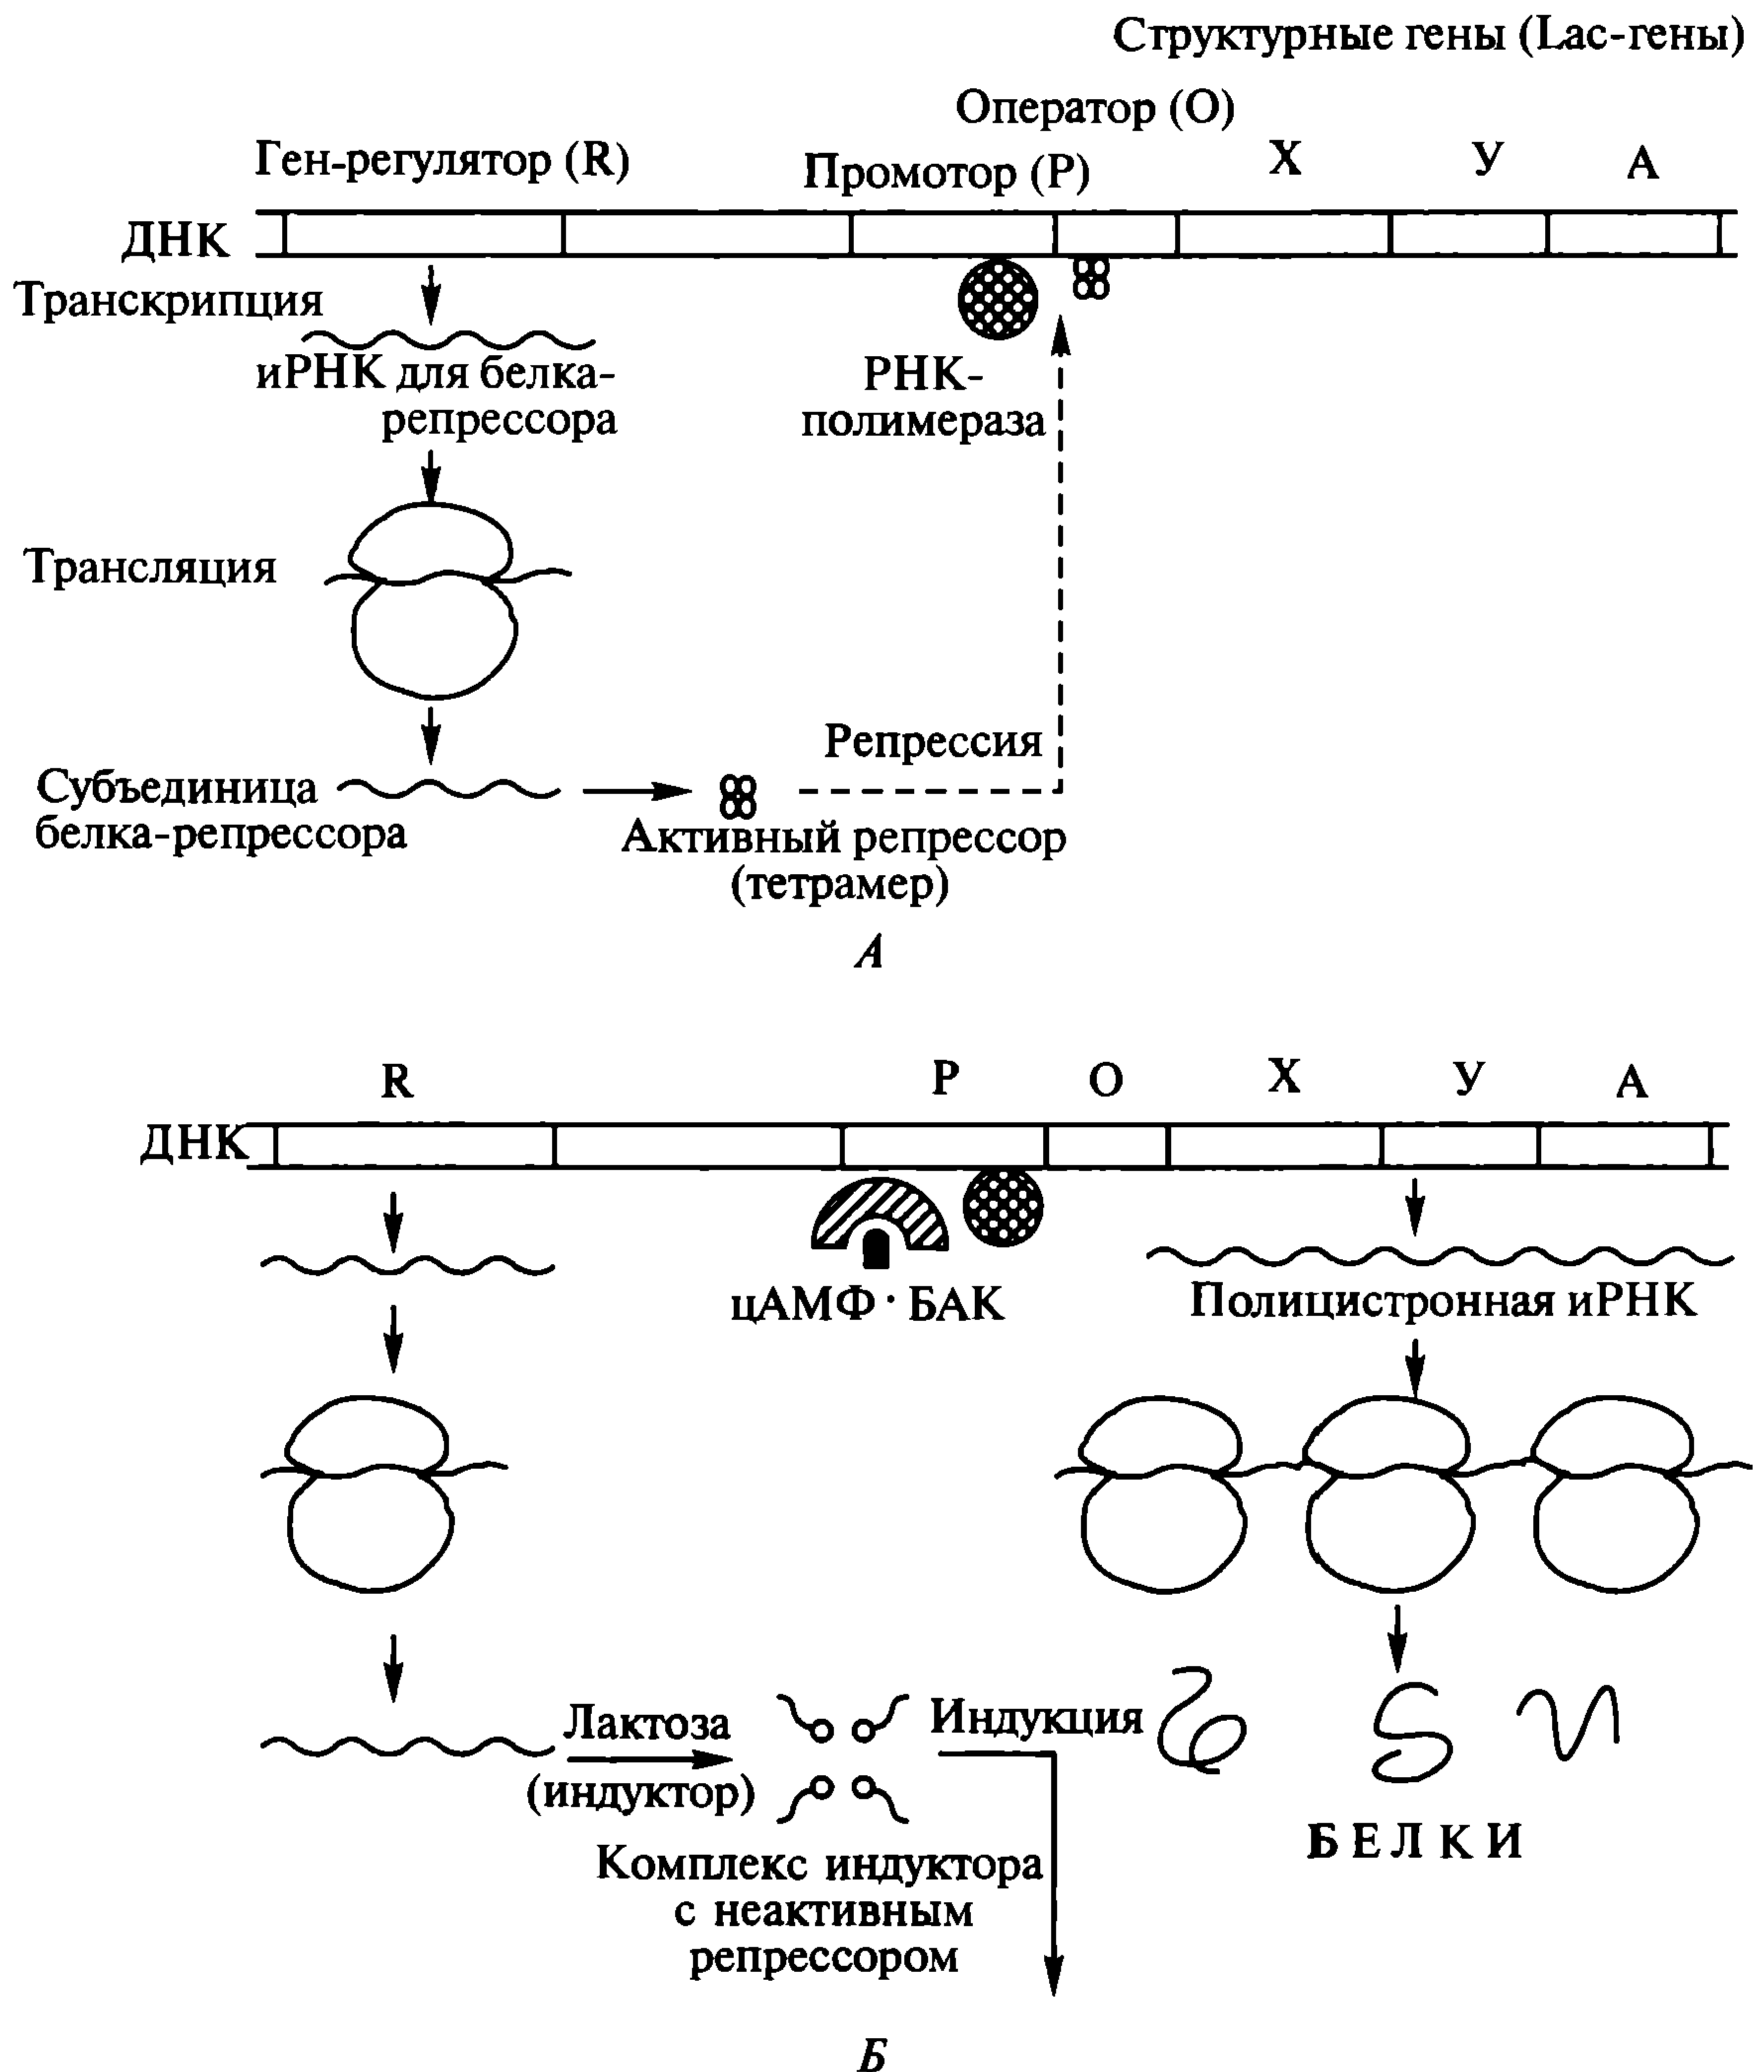 Структурные гены (Lac-гены)
Оператор (О)
Ген-регулятор (R)
Промотор (Р)
Х
У
А
ДНК
Транскрипция
иРНК для белка-
репрессора
РНК-
полимераза
Трансляция
Репрессия
Субъединица
белка-репрессора
Активный репрессор
(тетрамер)
А
R
Р
О
Х
У
А
ДНК
цАМФ · БАК
Полицистронная иРНК
Лактоза
(индуктор)
Индукция
Комплекс индуктора
с неактивным
репрессором
БЕЛКИ
Б